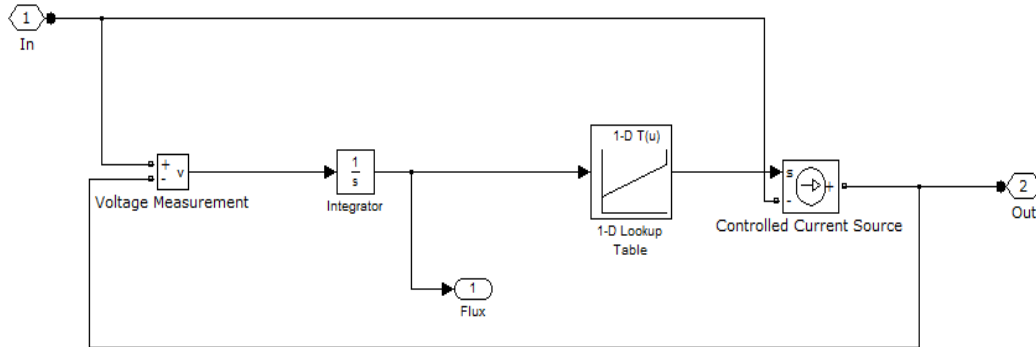 1
In
+
-
v
Voltage Measurement
1
s
Integrator
1-D T(u)
1-D Lookup
Table
s
-
+
Controlled Current Source
2
Out
1
Flux